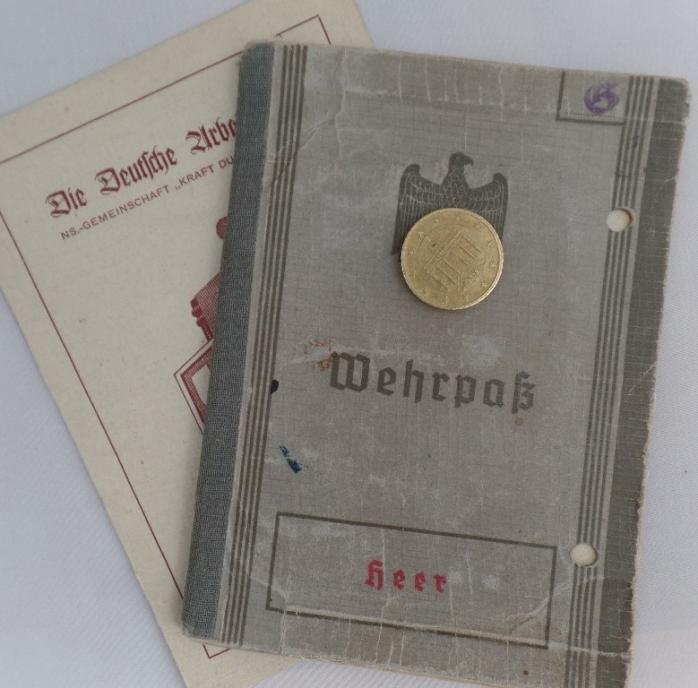 Die Deutsche Arbe
NS.-GEMEINSCHAFT „KRAFT DU
Wehrpaß
Heer